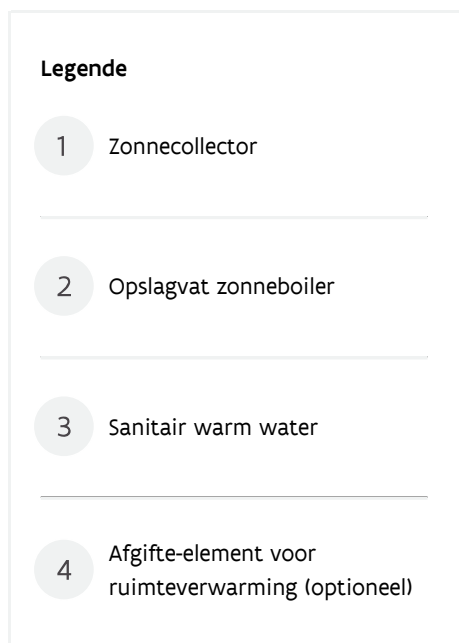 Legende
1 Zonnecollector
2 Opslagvat zonneboiler
3 Sanitair warm water
4 Afgifte-element voor
ruimteverwarming (optioneel)